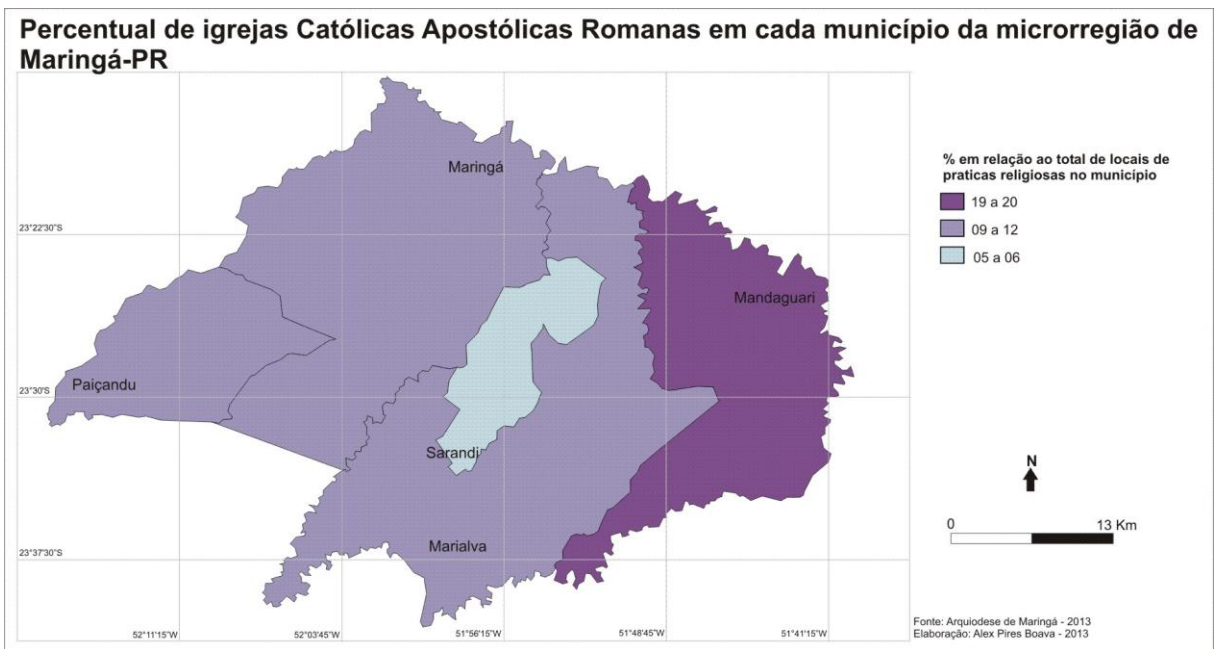 Percentual de igrejas Católicas Apostólicas Romanas em cada município da microrregião de
Maringá-PR
% em relação ao total de locais de
praticas religiosas no município
19 a 20
09 a 12
05 a 06
Maringá
23°22'30"S
Mandaguari
Paiçandu
23°30'S
Sarandi
N
0 13 Km
Marialva
23°37'30"S
52°11'15"W 52°03'45"W 51°56'15"W 51°48'45"W 51°41'15"W
Fonte: Arquiodese de Maringá - 2013
Elaboração: Alex Pires Boava - 2013